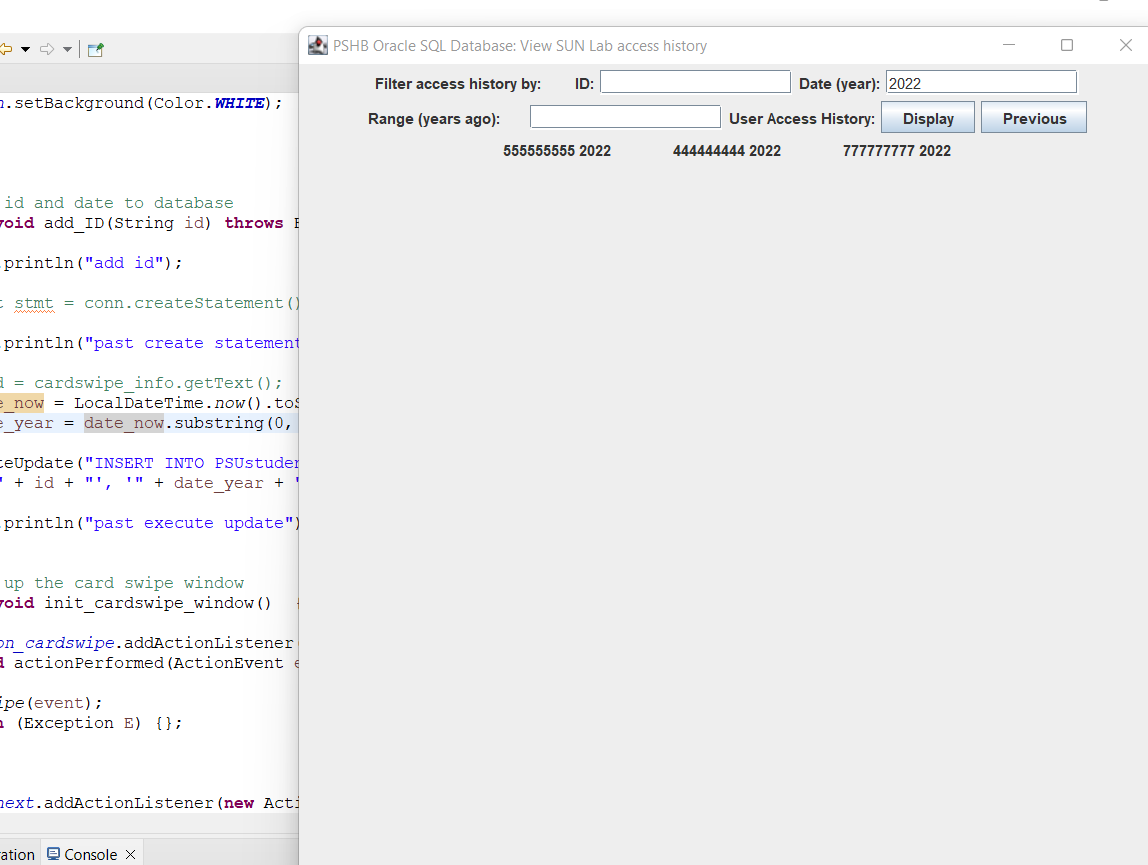 PSHB Oracle SQL Database: View SUN Lab access history
Filter access history by: ID: Date (year): 2022
Range (years ago): User Access History: Display Previous
555555555 2022 444444444 2022 777777777 2022
.setBackground(Color.WHITE);
id and date to database
void add_ID(String id) throws
.println("add id");
stmt = conn.createStatement()
.println("past create statement
= cardswipe_info.getText();
_now = LocalDateTime.now().toS
_year = date_now.substring(0,
teUpdate("INSERT INTO PSUstuden
' + id + "', '" + date_year + '
.println("past execute update")
up the card swipe window
void init_cardswipe_window() {
on_cardswipe.addActionListener(
d actionPerformed(ActionEvent e
ipe(event);
(Exception E) {};
next.addActionListener(new Acti
ration Console